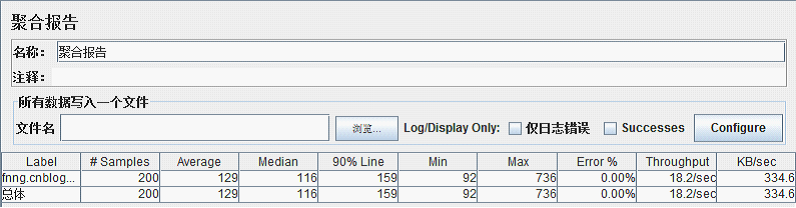 聚合报告
名称： 聚合报告
注释：
所有数据写入一个文件
文件名 浏览... Log/Display Only: 仅日志错误 Successes Configure
Label # Samples Average Median 90% Line Min Max Error % Throughput KB/sec
fnng.cnblog... 200 129 116 159 92 736 0.00% 18.2/sec 334.6
总体 200 129 116 159 92 736 0.00% 18.2/sec 334.6